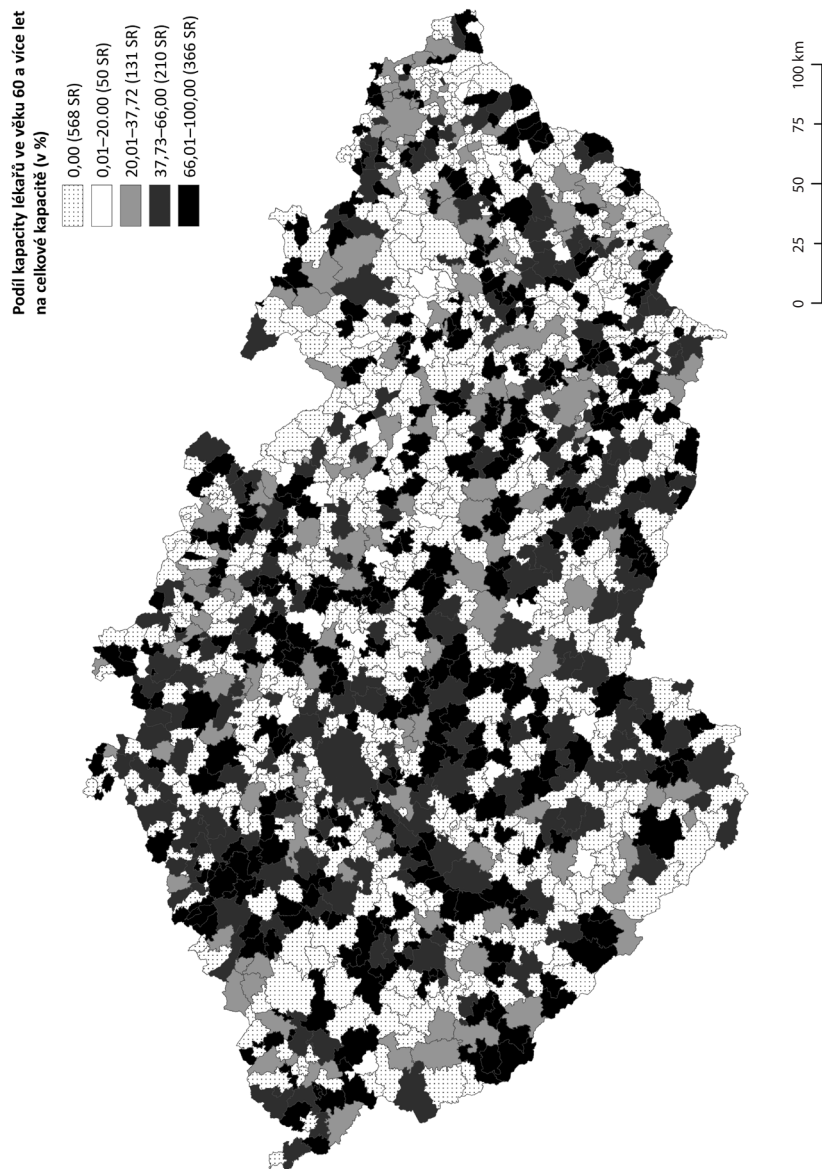 Podíl kapacity lékařů ve věku 60 a více let
na celkové kapacitě (v %)
0,00 (568 SR)
0,01–20.00 (50 SR)
20,01–37,72 (131 SR)
37,73–66,00 (210 SR)
66,01–100,00 (366 SR)
0 25 50 75 100 km